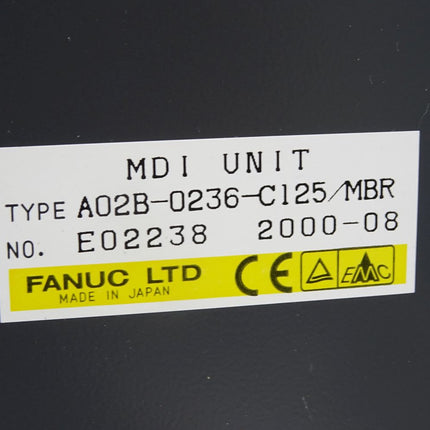 MDI UNIT
TYPE A02B-0236-C125/MBR
NO. E02238 2000-08
FANUC LTD CE EMC
MADE IN JAPAN